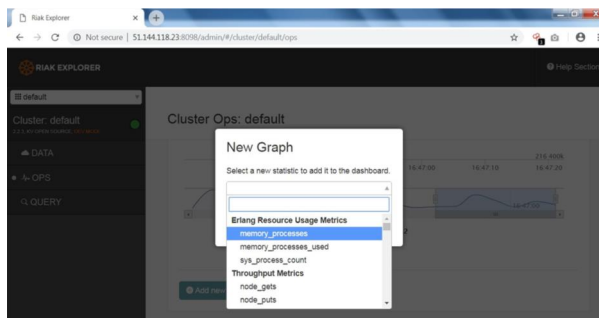 Riak Explorer
Not secure | 51.144.118.23:8098/admin/#/cluster/default/ops
RIAK EXPLORER
Help Section
default
Cluster: default
Cluster Ops: default
DATA
OPS
QUERY
New Graph
Select a new statistic to add it to the dashboard.
Erlang Resource Usage Metrics
memory_processes
memory_processes_used
sys_process_count
Throughput Metrics
node_gets
node_puts
16:47:00
16:47:10
16:47:20
Add new